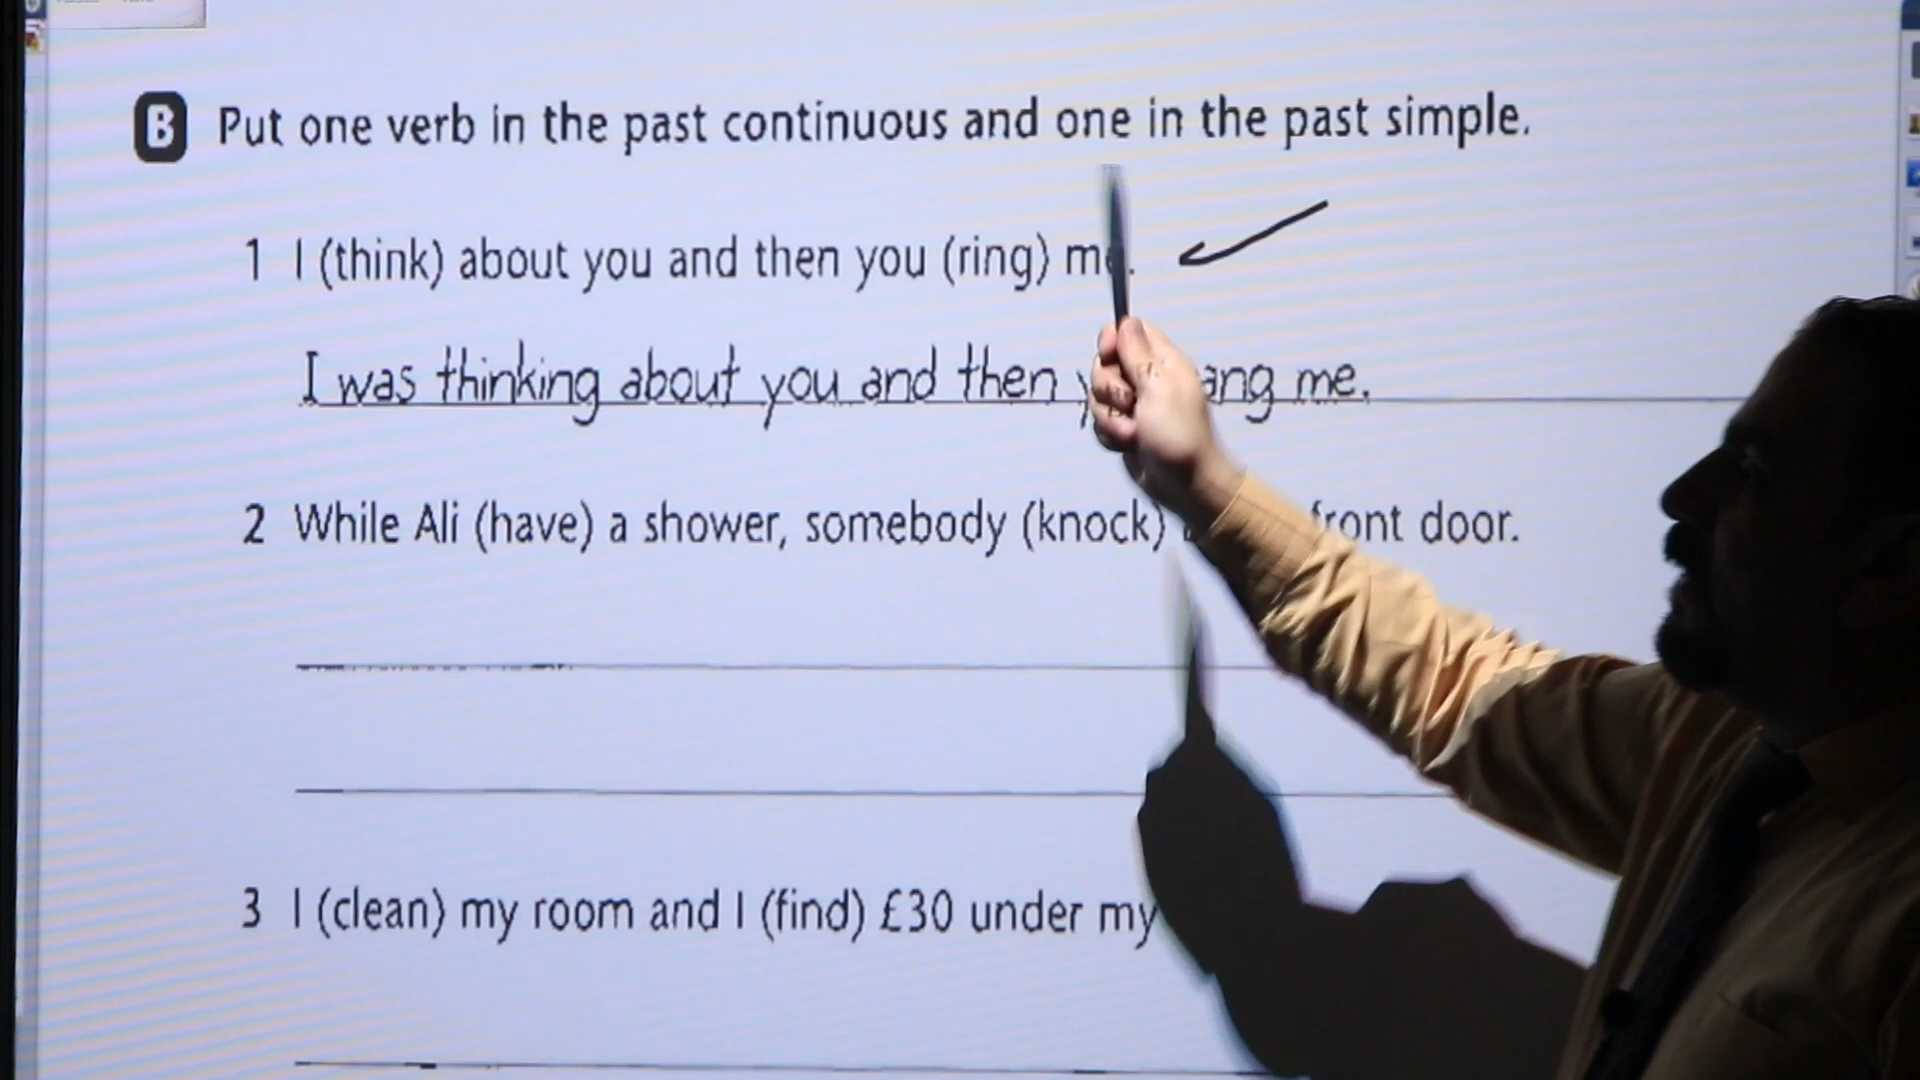 B Put one verb in the past continuous and one in the past simple.
1 I (think) about you and then you (ring) me.
I was thinking about you and then ang me.
2 While Ali (have) a shower, somebody (knock) front door.
3 I (clean) my room and I (find) £30 under my